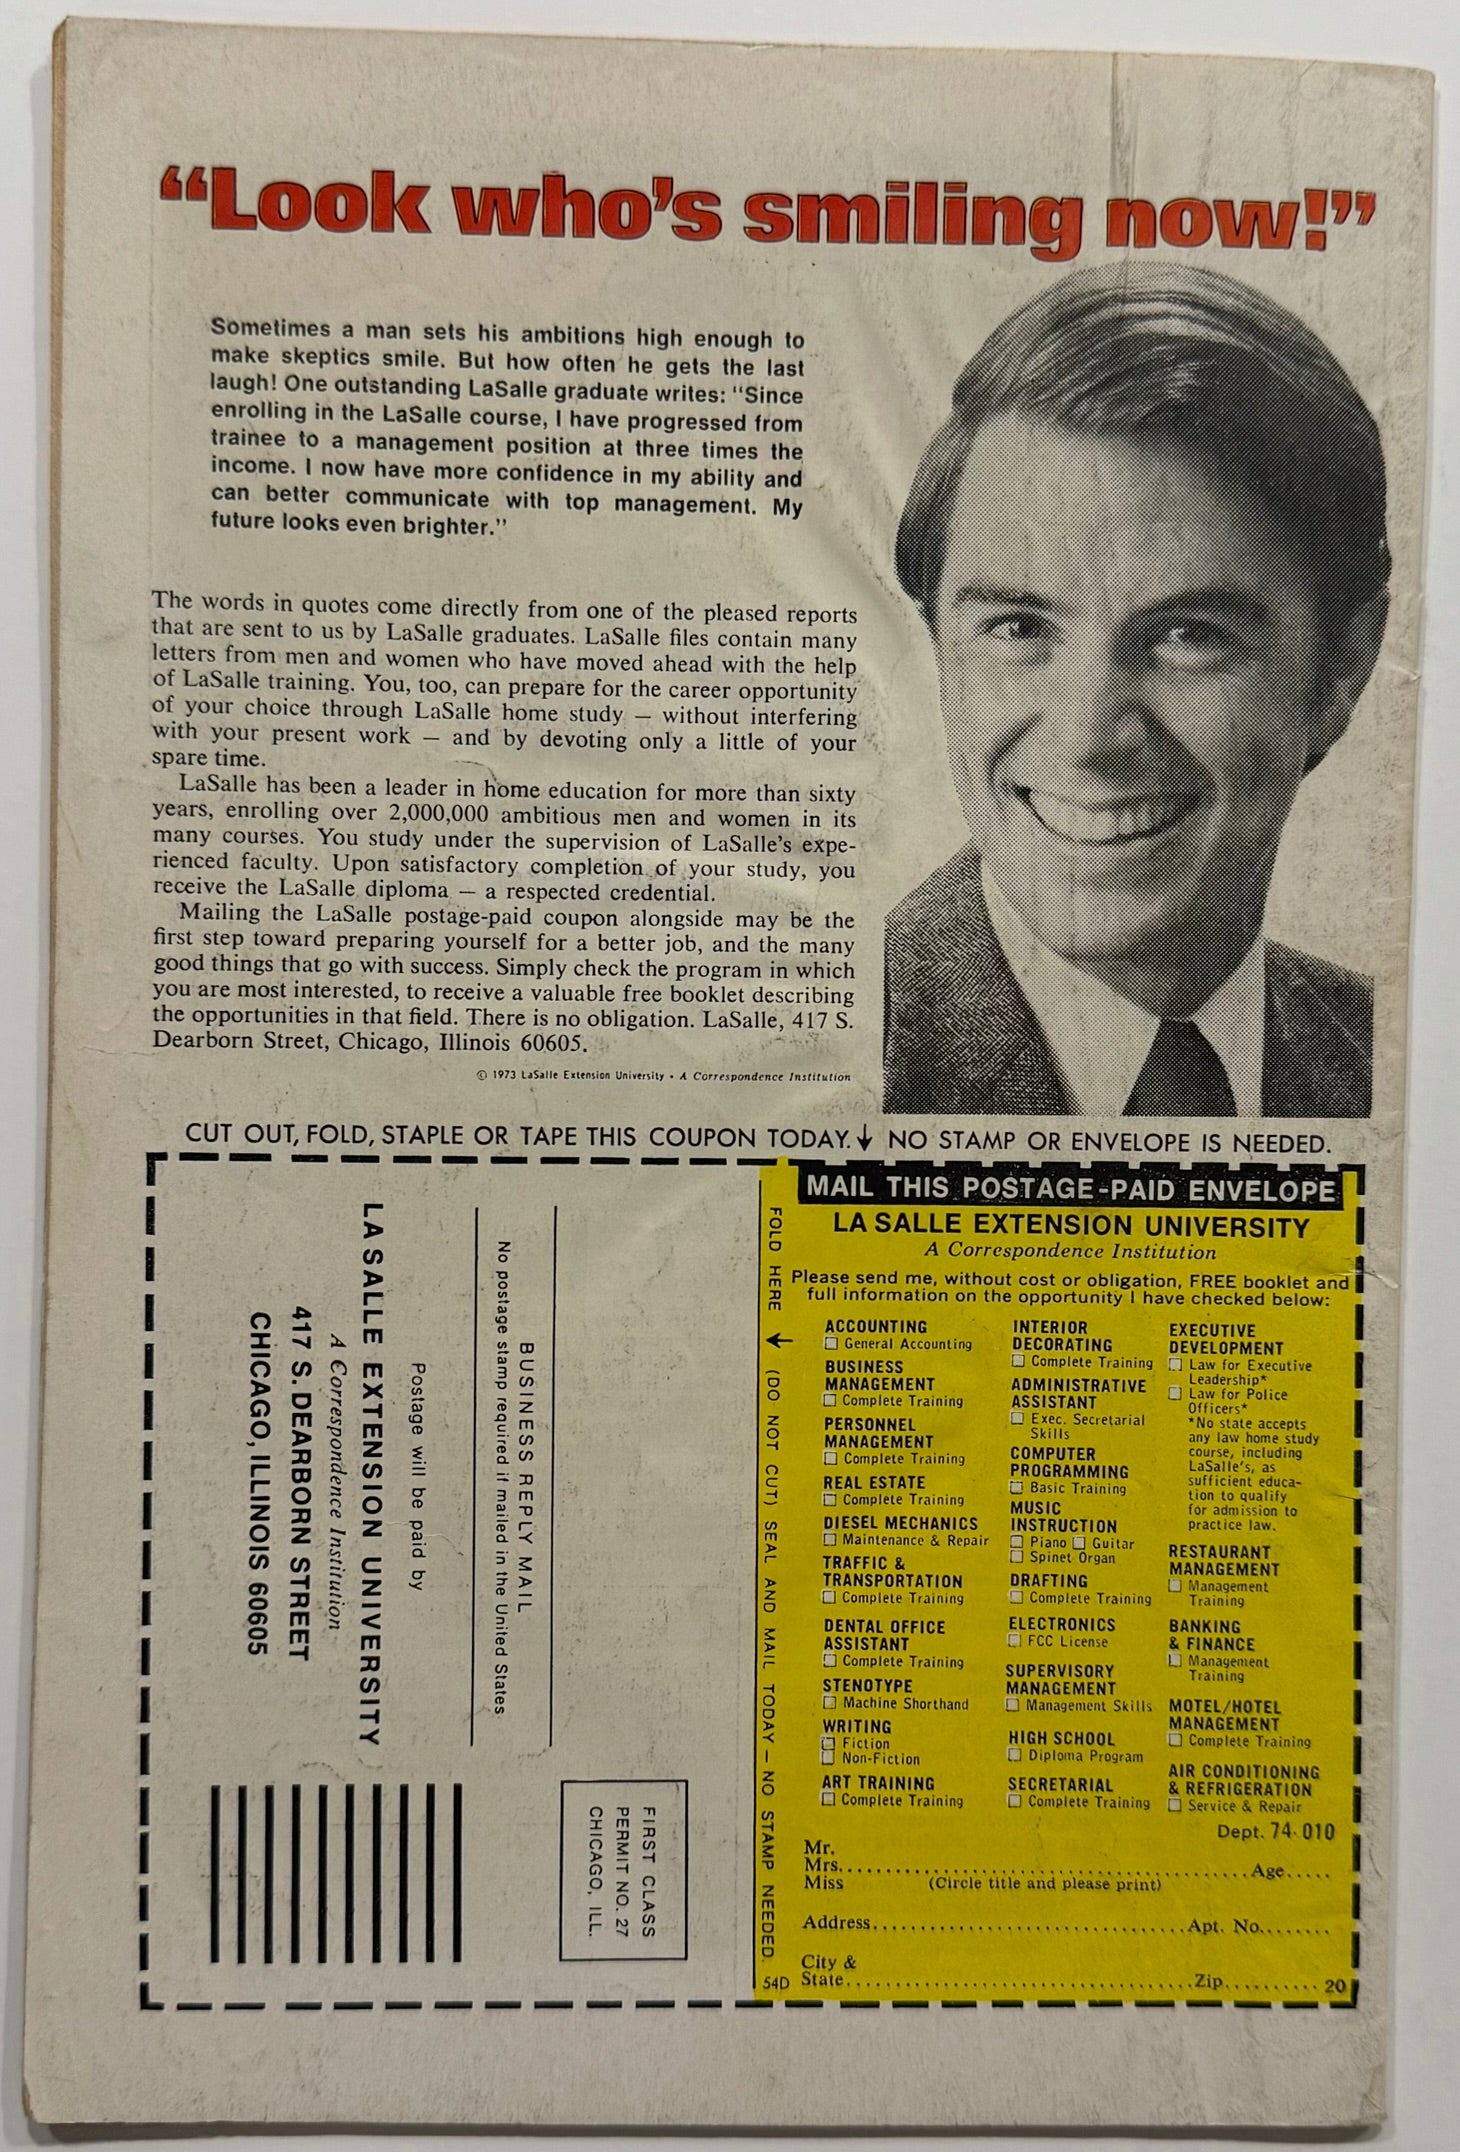 “Look who's smiling now!”
Sometimes a man sets his ambitions high enough to
make skeptics smile. But how often he gets the last
laugh! One outstanding LaSalle graduate writes: “Since
enrolling in the LaSalle course, I have progressed from
trainee to a management position at three times the
income. I now have more confidence in my ability and
can better communicate with top management. My
future looks even brighter.”
The words in quotes come directly from one of the pleased reports
that are sent to us by LaSalle graduates. LaSalle files contain many
letters from men and women who have moved ahead with the help
of LaSalle training. You, too, can prepare for the career opportunity
of your choice through LaSalle home study — without interfering
with your present work — and by devoting only a little of your
spare time.
LaSalle has been a leader in home education for more than sixty
years, enrolling over 2,000,000 ambitious men and women in its
many courses. You study under the supervision of LaSalle's expe-
rienced faculty. Upon satisfactory completion of your study, you
receive the LaSalle diploma — a respected credential.
Mailing the LaSalle postage-paid coupon alongside may be the
first step toward preparing yourself for a better job, and the many
good things that go with success. Simply check the program in which
you are most interested, to receive a valuable free booklet describing
the opportunities in that field. There is no obligation. LaSalle, 417 S.
Dearborn Street, Chicago, Illinois 60605.
© 1973 LaSalle Extension University • A Correspondence Institution
CUT OUT, FOLD, STAPLE OR TAPE THIS COUPON TODAY.↓ NO STAMP OR ENVELOPE IS NEEDED.
FIRST CLASS
PERMIT NO. 27
CHICAGO, ILL.
BUSINESS REPLY MAIL
No postage stamp required if mailed in the United States
Postage will be paid by
LA SALLE EXTENSION UNIVERSITY
A Correspondence Institution
417 S. DEARBORN STREET
CHICAGO, ILLINOIS 60605
FOLD HERE ↓ (DO NOT CUT) SEAL AND MAIL TODAY — NO STAMP NEEDED.
54D
MAIL THIS POSTAGE-PAID ENVELOPE
LA SALLE EXTENSION UNIVERSITY
A Correspondence Institution
Please send me, without cost or obligation, FREE booklet and
full information on the opportunity I have checked below:
ACCOUNTING
☐ General Accounting
BUSINESS
MANAGEMENT
☐ Complete Training
PERSONNEL
MANAGEMENT
☐ Complete Training
REAL ESTATE
☐ Complete Training
DIESEL MECHANICS
☐ Maintenance & Repair
TRAFFIC &
TRANSPORTATION
☐ Complete Training
DENTAL OFFICE
ASSISTANT
☐ Complete Training
STENOTYPE
☐ Machine Shorthand
WRITING
☐ Fiction
☐ Non-Fiction
ART TRAINING
☐ Complete Training
INTERIOR
DECORATING
☐ Complete Training
ADMINISTRATIVE
ASSISTANT
☐ Exec. Secretarial
Skills
COMPUTER
PROGRAMMING
☐ Basic Training
MUSIC
INSTRUCTION
☐ Piano ☐ Guitar
☐ Spinet Organ
DRAFTING
☐ Complete Training
ELECTRONICS
☐ FCC License
SUPERVISORY
MANAGEMENT
☐ Management Skills
HIGH SCHOOL
☐ Diploma Program
SECRETARIAL
☐ Complete Training
EXECUTIVE
DEVELOPMENT
☐ Law for Executive
Leadership*
☐ Law for Police
Officers*
*No state accepts
any law home study
course, including
LaSalle's, as
sufficient educa-
tion to qualify
for admission to
practice law.
RESTAURANT
MANAGEMENT
☐ Management
Training
BANKING
& FINANCE
☐ Management
Training
MOTEL/HOTEL
MANAGEMENT
☐ Complete Training
AIR CONDITIONING
& REFRIGERATION
☐ Service & Repair
Dept. 74-010
Mr.
Mrs. Age
Miss (Circle title and please print)
Address Apt. No.
City &
State Zip 20